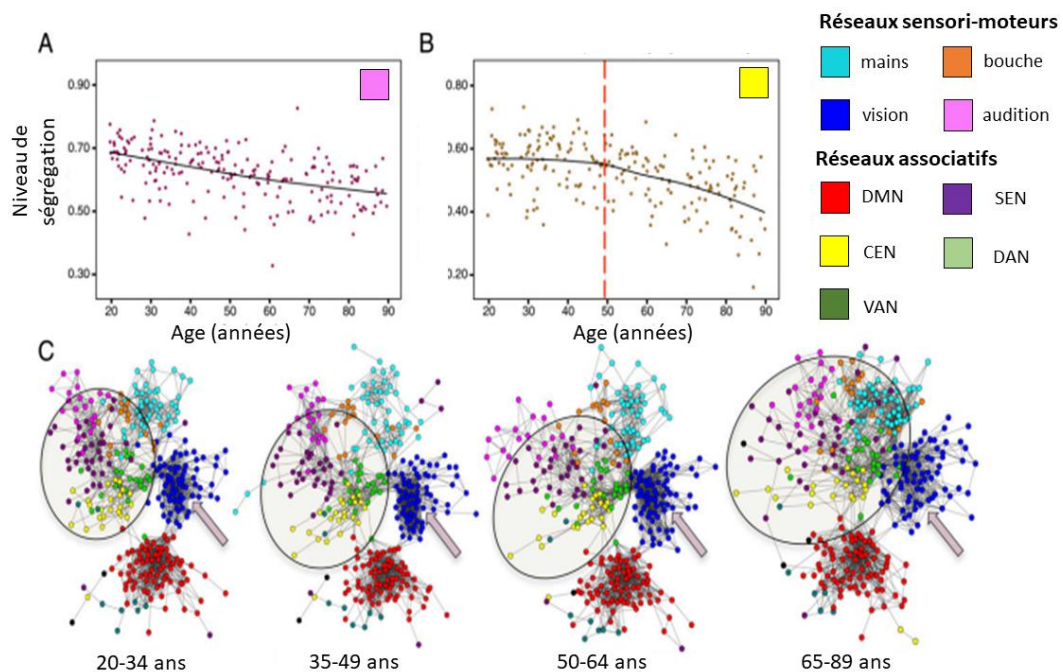 A
B
Niveau de
ségrégation
0.90
0.70
0.50
0.30
20 30 40 50 60 70 80 90
Age (années)
0.80
0.60
0.40
0.20
20 30 40 50 60 70 80 90
Age (années)
Réseaux sensori-moteurs
mains bouche
vision audition
Réseaux associatifs
DMN SEN
CEN DAN
VAN
C
20-34 ans 35-49 ans 50-64 ans 65-89 ans